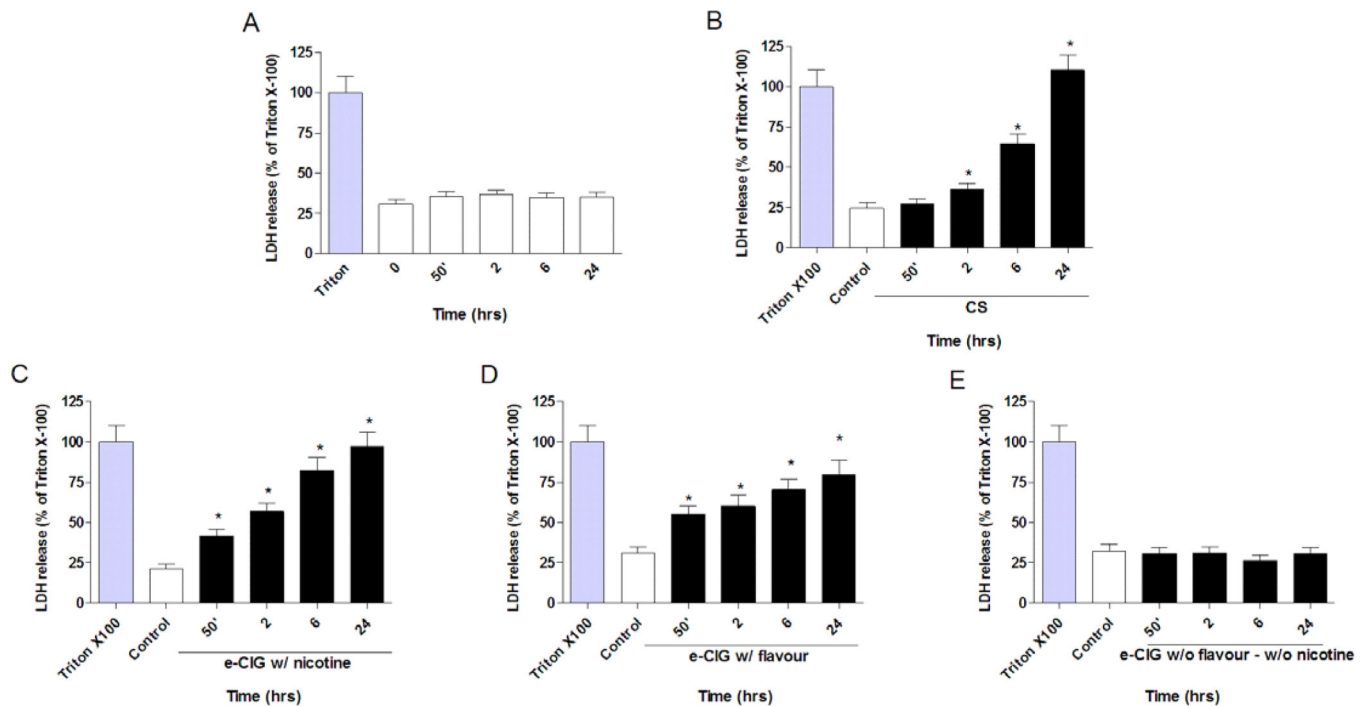 A
LDH release (% of Triton X-100)
125
100
75
50
25
0
Triton
0
50'
2
6
24
Time (hrs)
B
LDH release (% of Triton X-100)
125
100
75
50
25
0
*
*
*
Triton X100
Control
50'
2
6
24
CS
Time (hrs)
C
LDH release (% of Triton X-100)
125
100
75
50
25
0
*
*
*
*
Triton X100
Control
50'
2
6
24
e-CIG w/ nicotine
Time (hrs)
D
LDH release (% of Triton X-100)
125
100
75
50
25
0
*
*
*
*
Triton X100
Control
50'
2
6
24
e-CIG w/ flavour
Time (hrs)
E
LDH release (% of Triton X-100)
125
100
75
50
25
0
Triton X100
Control
50'
2
6
24
e-CIG w/o flavour - w/o nicotine
Time (hrs)